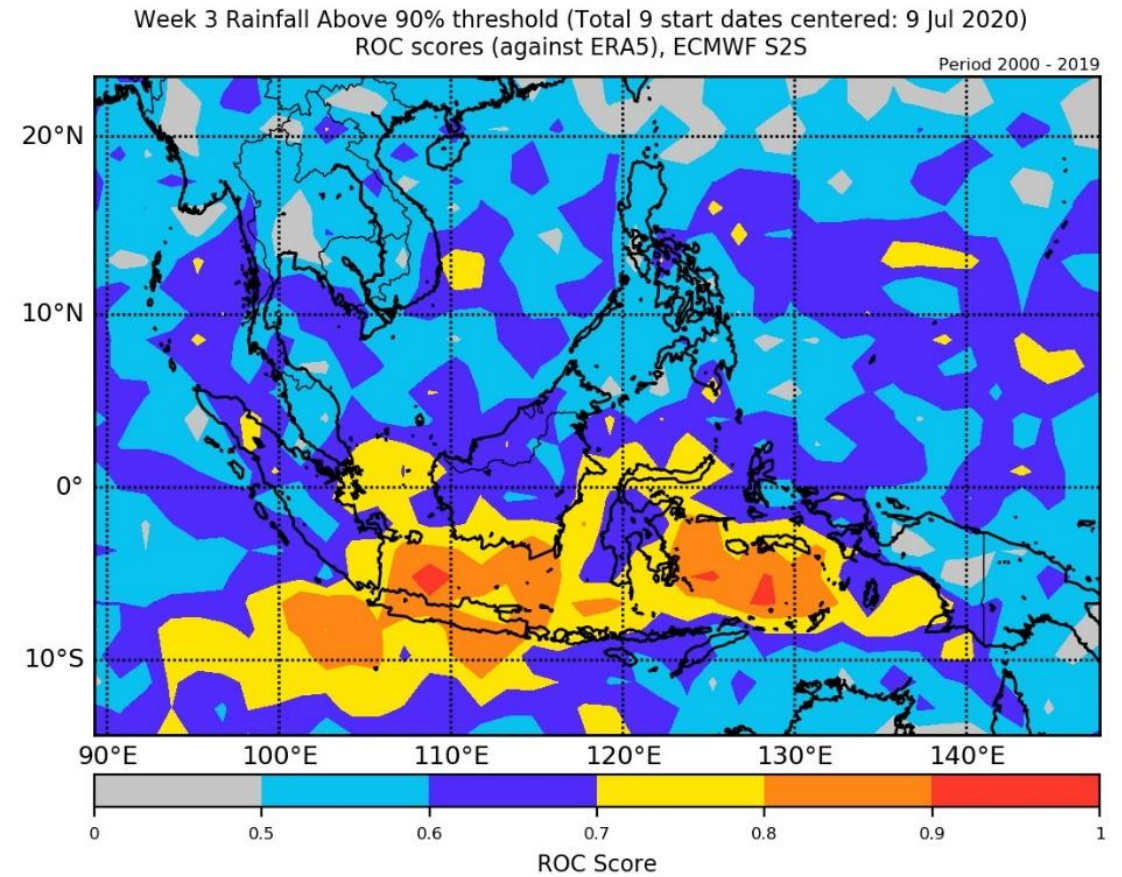 Week 3 Rainfall Above 90% threshold (Total 9 start dates centered: 9 Jul 2020)
ROC scores (against ERA5), ECMWF S2S
Period 2000 - 2019
20°N
10°N
0°
10°S
90°E 100°E 110°E 120°E 130°E 140°E
0 0.5 0.6 0.7 0.8 0.9 1
ROC Score